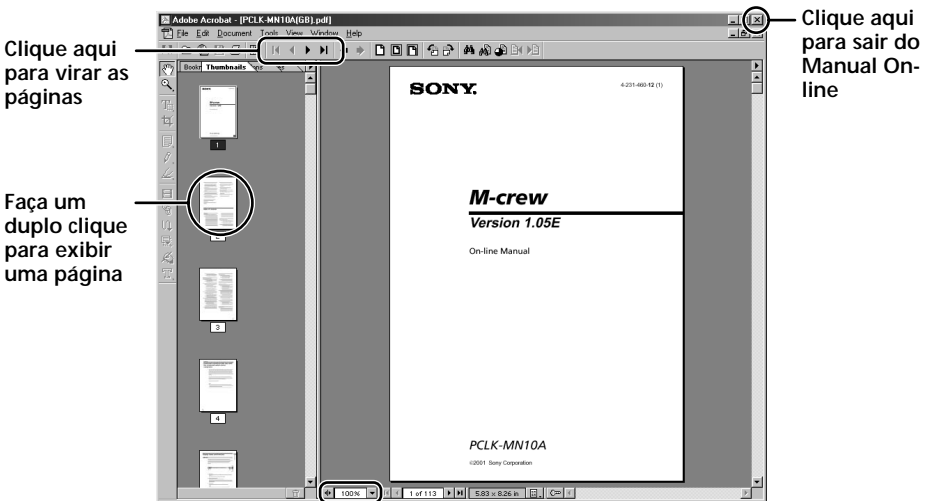 Adobe Acrobat - [PCLK-MN10A(GB).pdf]
File Edit Document Tools View Window Help
Clique aqui
para virar as
páginas
Faça um
duplo clique
para exibir
uma página
Clique aqui
para sair do
Manual On-
line
Thumbnails
1
3
4
SONY.
4-231-460-12 (1)
M-crew
Version 1.05E
On-line Manual
PCLK-MN10A
©2001 Sony Corporation
100%
1 of 113
5.83 x 8.26 in